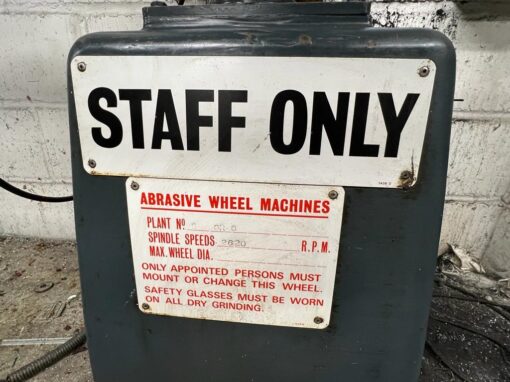 STAFF ONLY
ABRASIVE WHEEL MACHINES
PLANT Nº
SPINDLE SPEEDS 2820 R.P.M.
MAX. WHEEL DIA.
ONLY APPOINTED PERSONS MUST
MOUNT OR CHANGE THIS WHEEL.
SAFETY GLASSES MUST BE WORN
ON ALL DRY GRINDING.